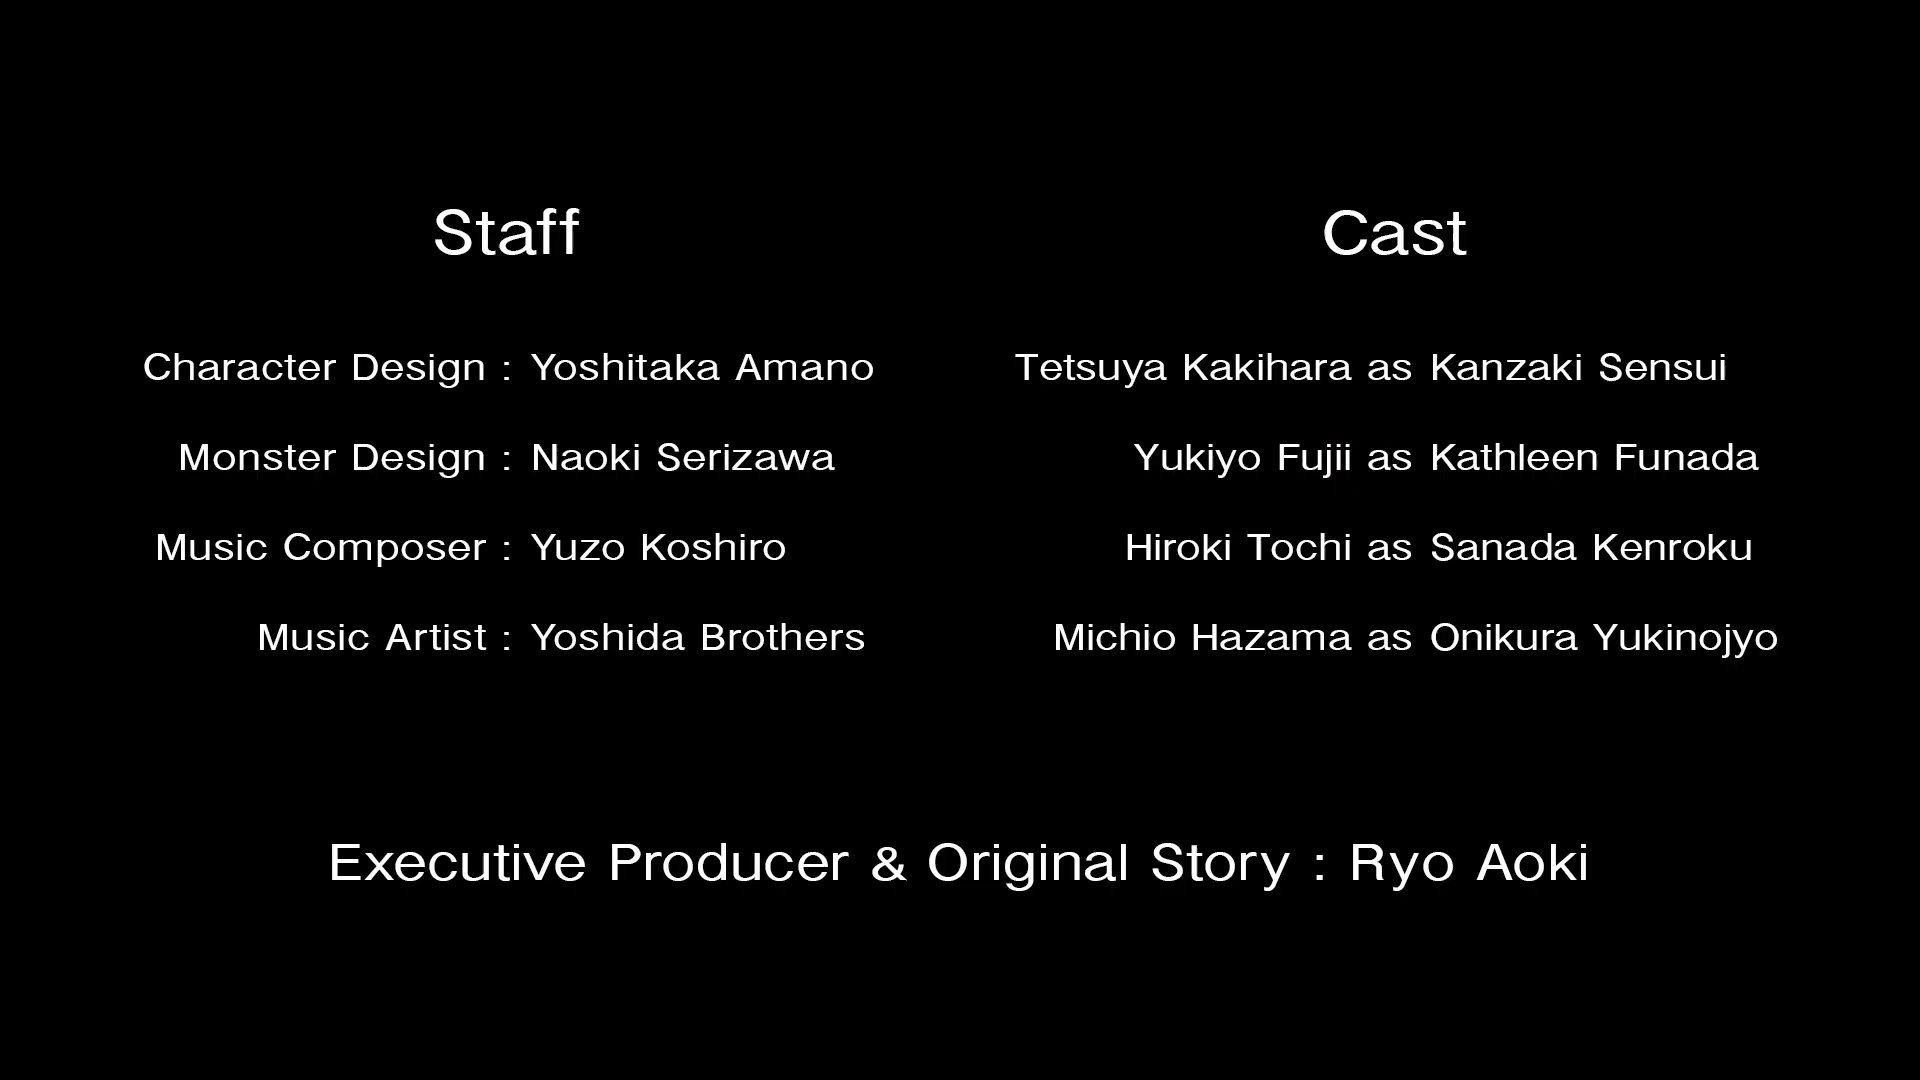 Staff
Character Design : Yoshitaka Amano
Monster Design : Naoki Serizawa
Music Composer : Yuzo Koshiro
Music Artist : Yoshida Brothers
Cast
Tetsuya Kakihara as Kanzaki Sensui
Yukiyo Fujii as Kathleen Funada
Hiroki Tochi as Sanada Kenroku
Michio Hazama as Onikura Yukinojyo
Executive Producer & Original Story : Ryo Aoki